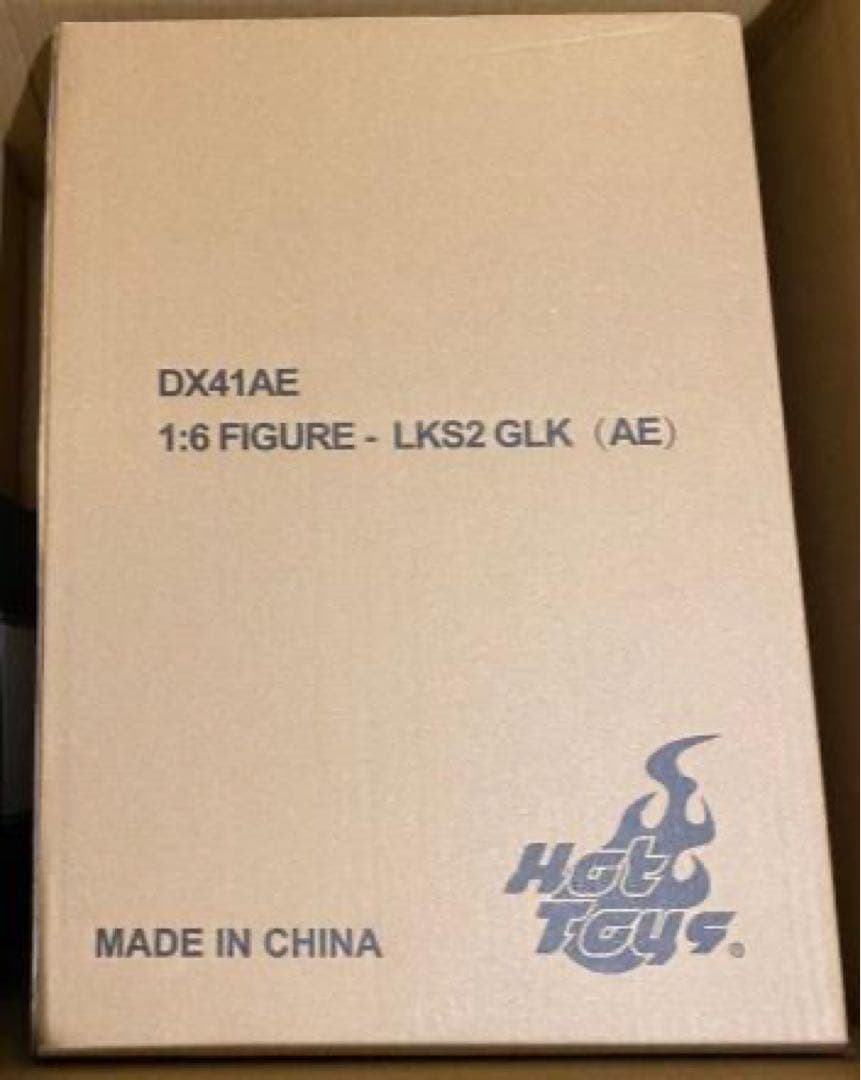 DX41AE
1:6 FIGURE - LKS2 GLK （AE）
Hot
Toys®
MADE IN CHINA